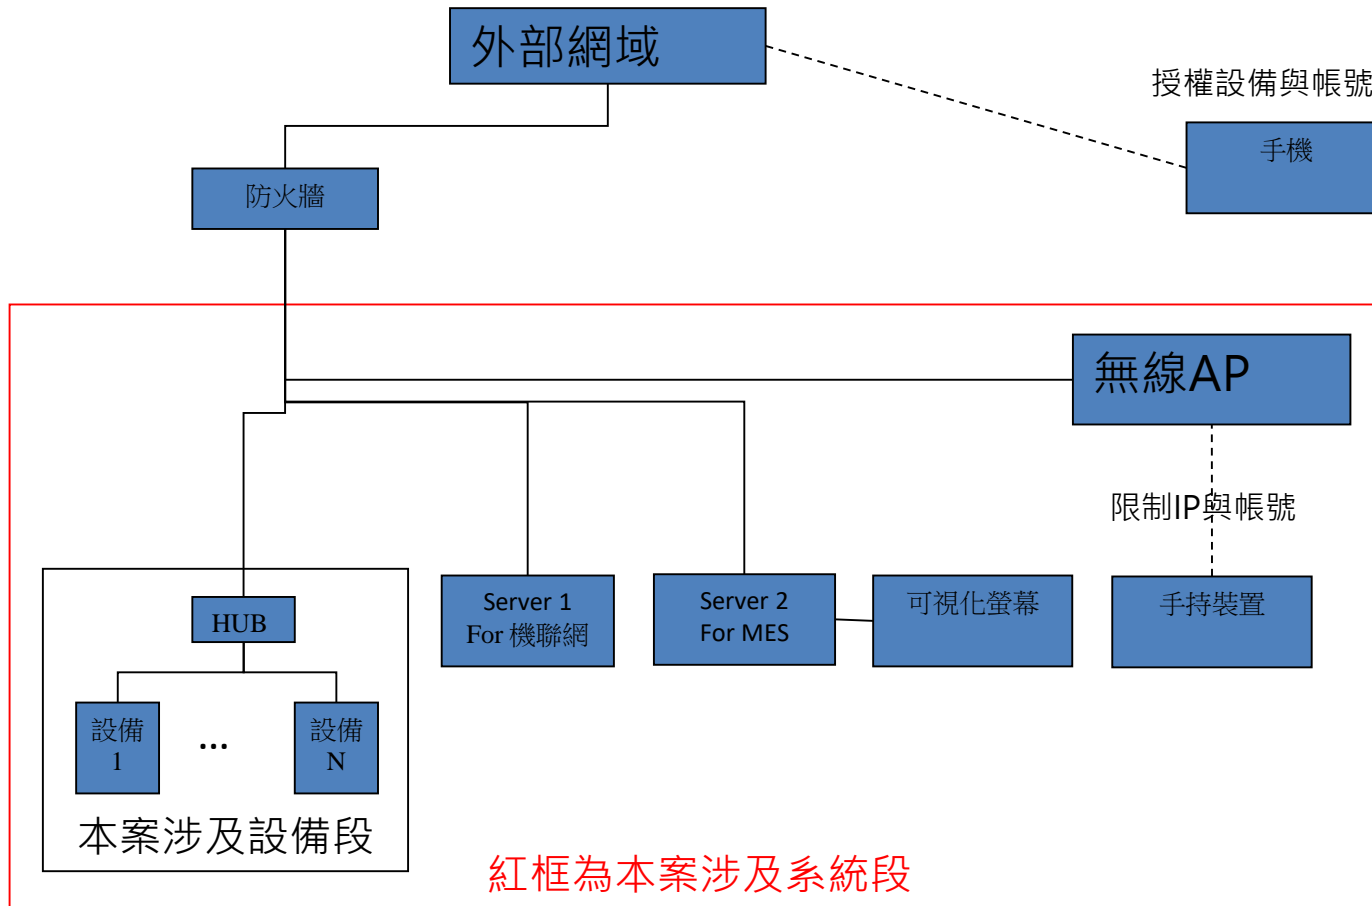 外部網域
授權設備與帳號
手機
防火牆
無線AP
限制IP與帳號
HUB
Server 1
For 機聯網
Server 2
For MES
可視化螢幕
手持裝置
設備
1
...
設備
N
本案涉及設備段
紅框為本案涉及系統段